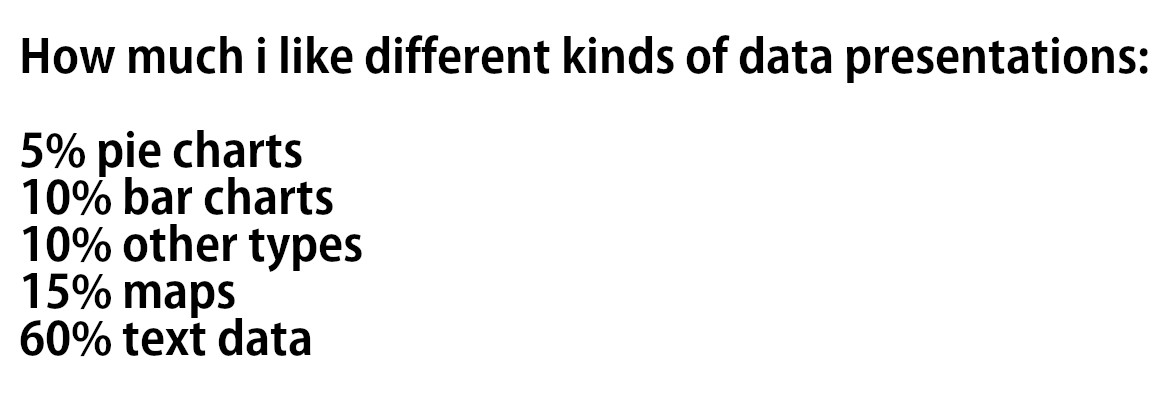 How much i like different kinds of data presentations:
5% pie charts
10% bar charts
10% other types
15% maps
60% text data